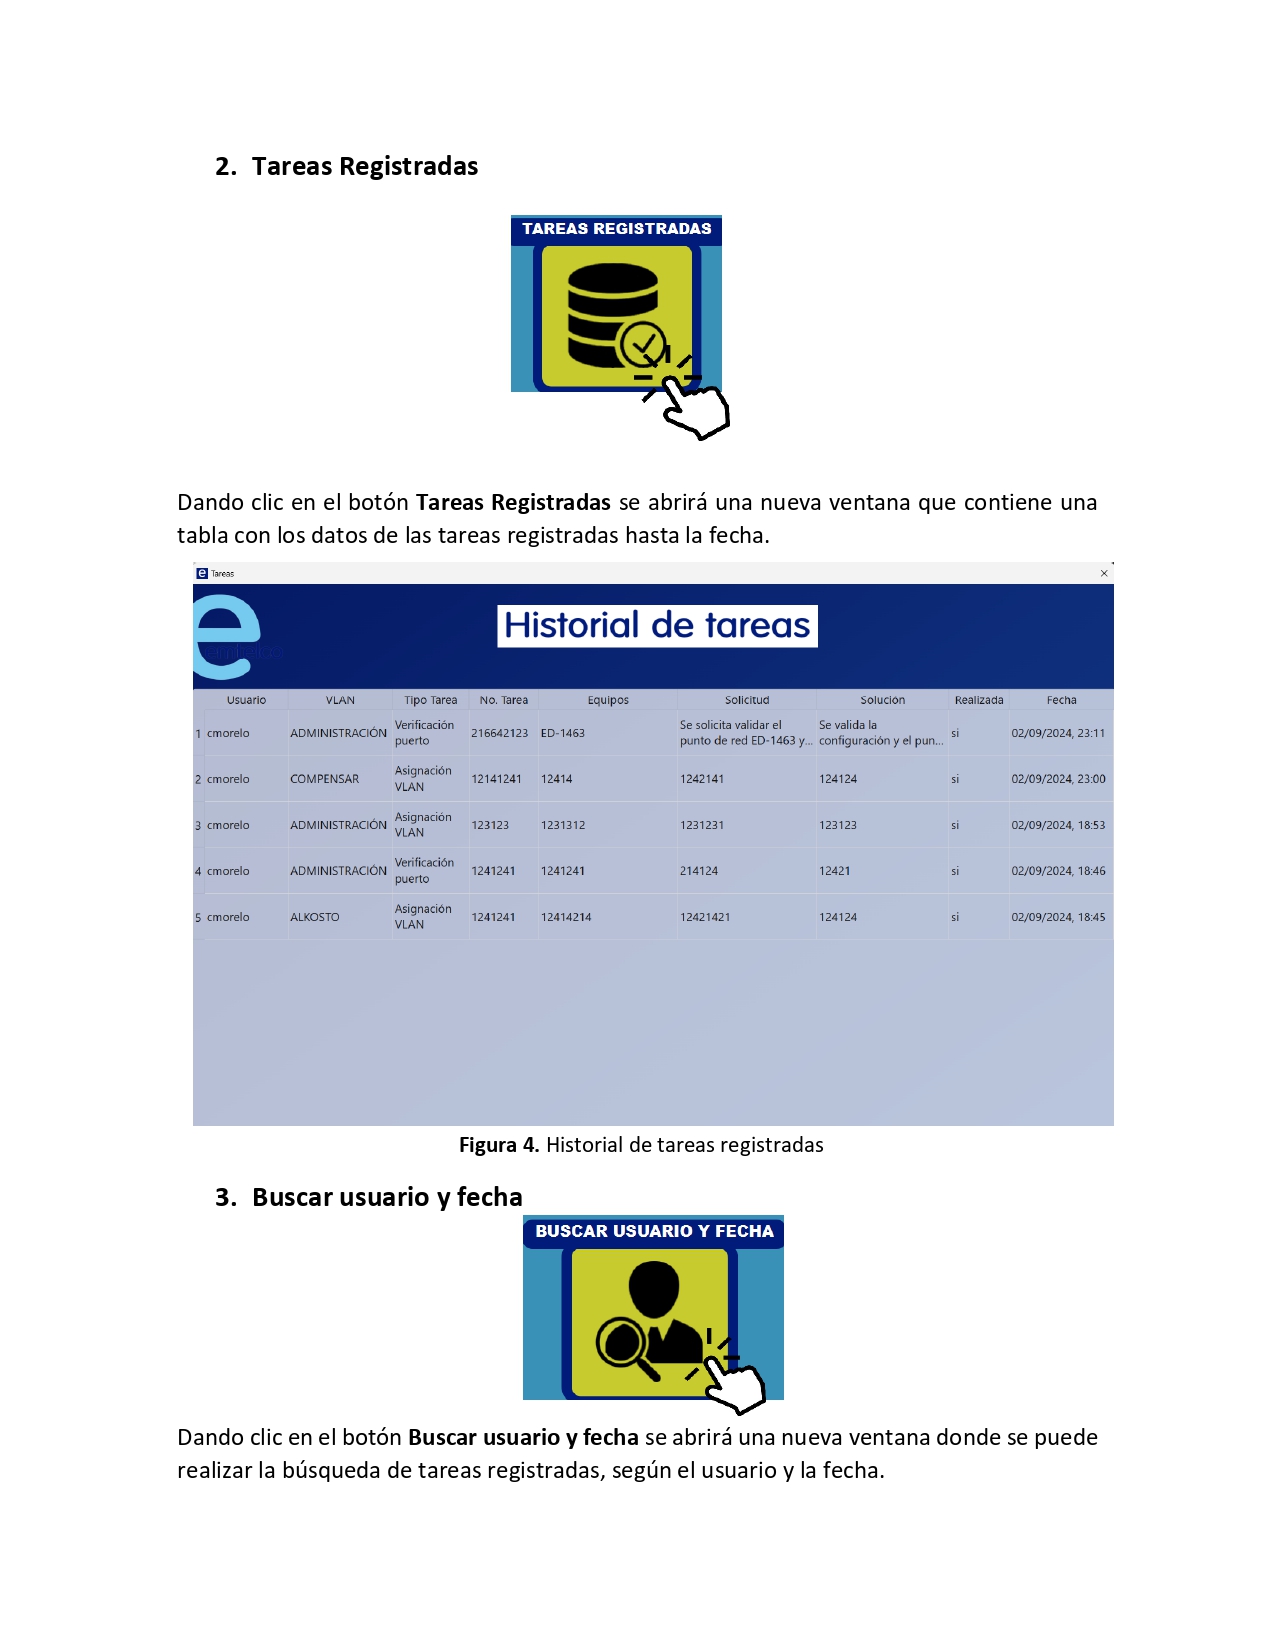 2. Tareas Registradas
TAREAS REGISTRADAS
Dando clic en el botón Tareas Registradas se abrirá una nueva ventana que contiene una
tabla con los datos de las tareas registradas hasta la fecha.
e Tareas
e
Historial de tareas
Usuario VLAN Tipo Tarea No. Tarea Equipos Solicitud Solución Realizada Fecha
1 cmorelo ADMINISTRACIÓN Verificación puerto 216642123 ED-1463 Se solicita validar el punto de red ED-1463 y... Se valida la configuración y el pun... si 02/09/2024, 23:11
2 cmorelo COMPENSAR Asignación VLAN 12141241 12414 1242141 124124 si 02/09/2024, 23:00
3 cmorelo ADMINISTRACIÓN Asignación VLAN 123123 1231312 1231231 123123 si 02/09/2024, 18:53
4 cmorelo ADMINISTRACIÓN Verificación puerto 1241241 1241241 214124 12421 si 02/09/2024, 18:46
5 cmorelo ALKOSTO Asignación VLAN 1241241 12414214 12421421 124124 si 02/09/2024, 18:45
Figura 4. Historial de tareas registradas
3. Buscar usuario y fecha
BUSCAR USUARIO Y FECHA
Dando clic en el botón Buscar usuario y fecha se abrirá una nueva ventana donde se puede
realizar la búsqueda de tareas registradas, según el usuario y la fecha.